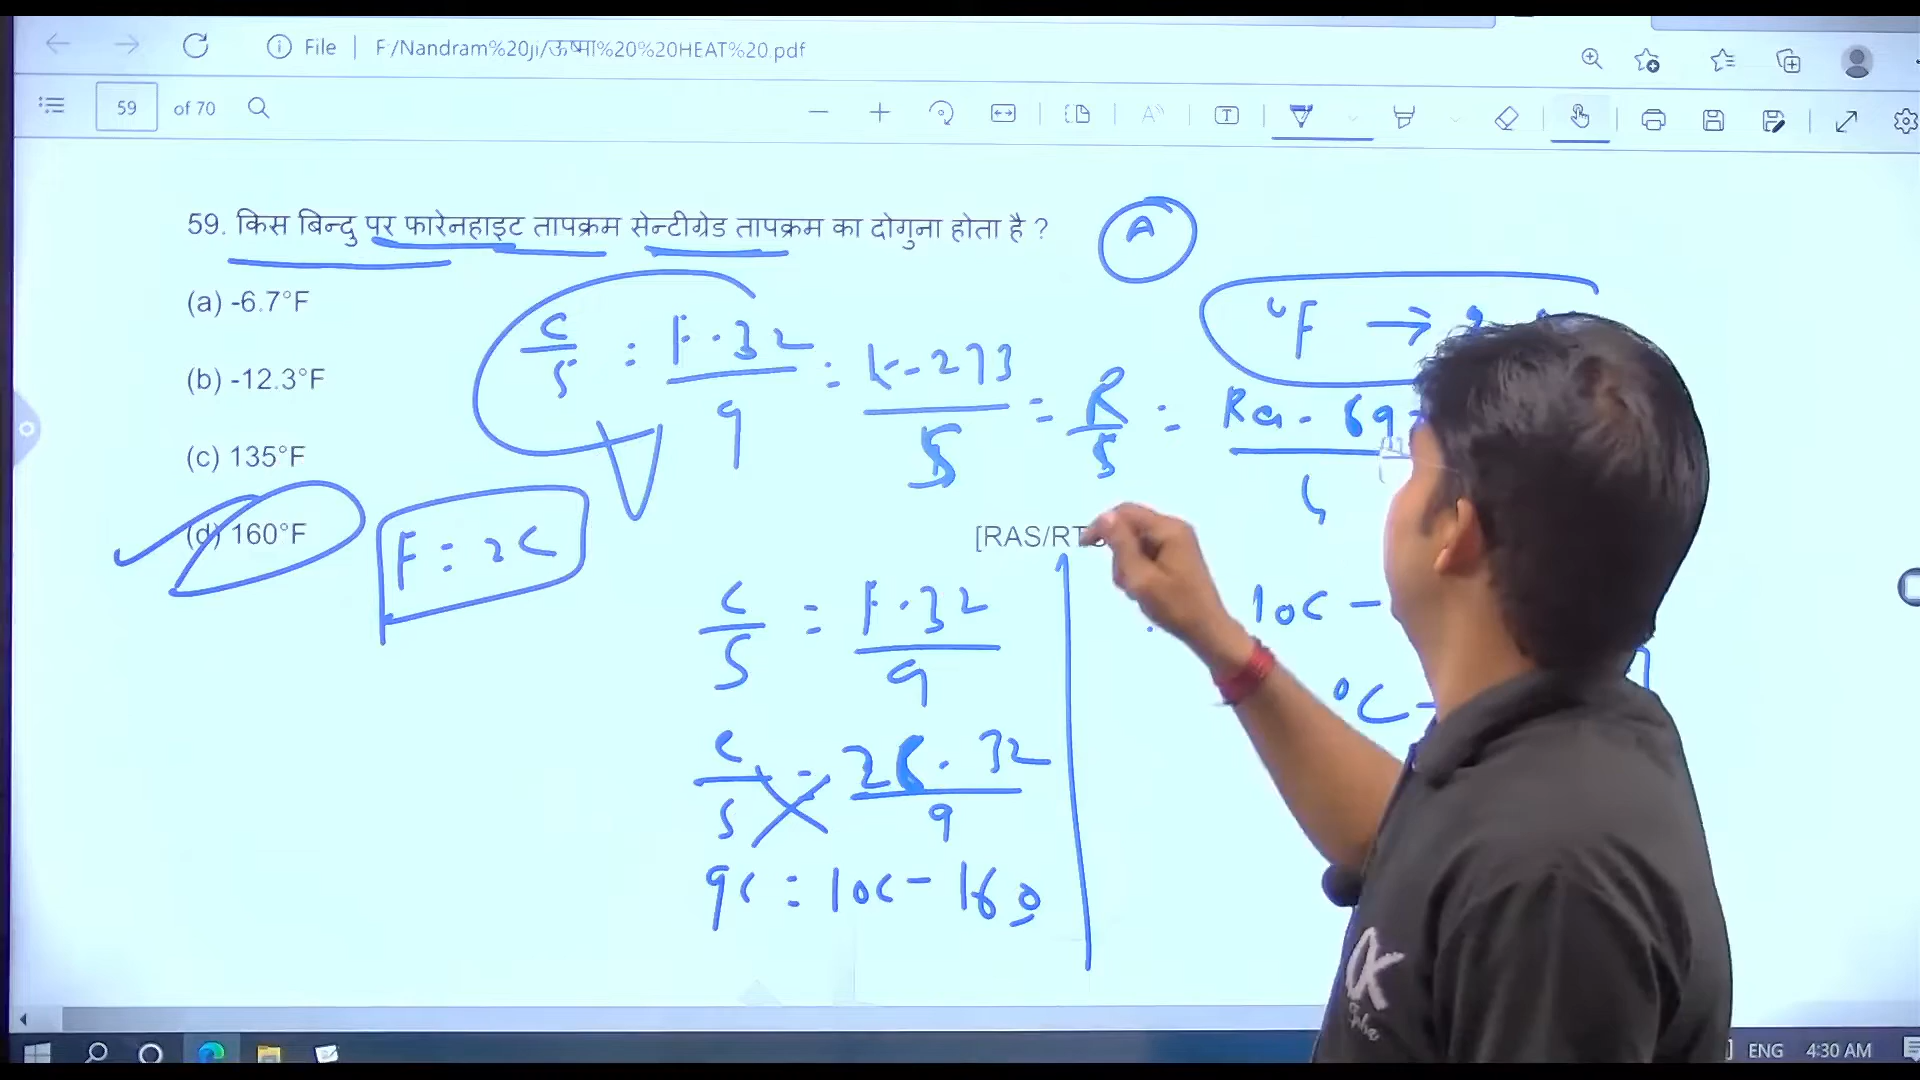 File | F:/Nandram%20ji/ऊष्मा%20%20HEAT%20.pdf
59 of 70
59. किस बिन्दु पर फारेनहाइट तापक्रम सेन्टीग्रेड तापक्रम का दोगुना होता है ?
A
(a) -6.7°F
°F →
C/5 = F-32/9 = K-273/5 = R/5 =
(b) -12.3°F
(c) 135°F
(d) 160°F
F = 2C
[RAS/RT
C/5 = F-32/9
10C -
°C -
C/5 = 2C-32/9
9C = 10C - 160
ENG 4:30 AM